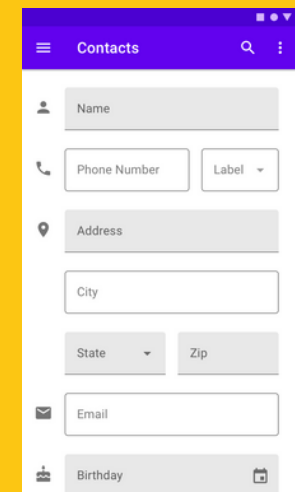 Contacts
Name
Phone Number Label
Address
City
State Zip
Email
Birthday